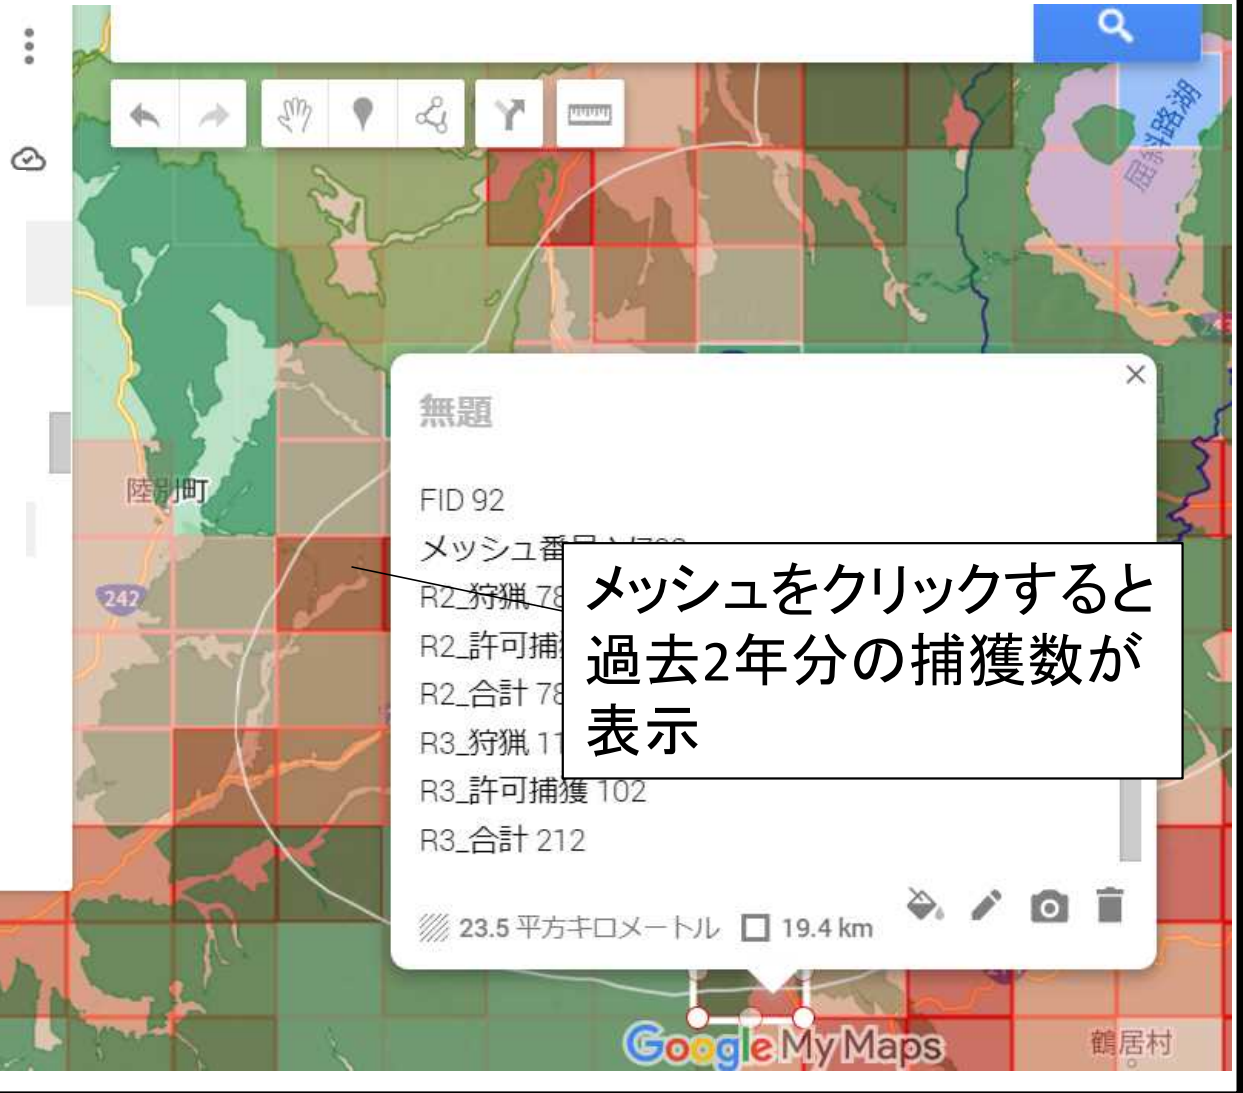 屈斜路湖
243
無題
FID 92
メッシュ番
陸別町
242
R2_狩猟 78
R2_許可捕
R2_合計 78
R3_狩猟 11
R3_許可捕獲 102
R3_合計 212
メッシュをクリックすると
過去2年分の捕獲数が
表示
23.5 平方キロメートル 19.4 km
Google My Maps
鶴居村